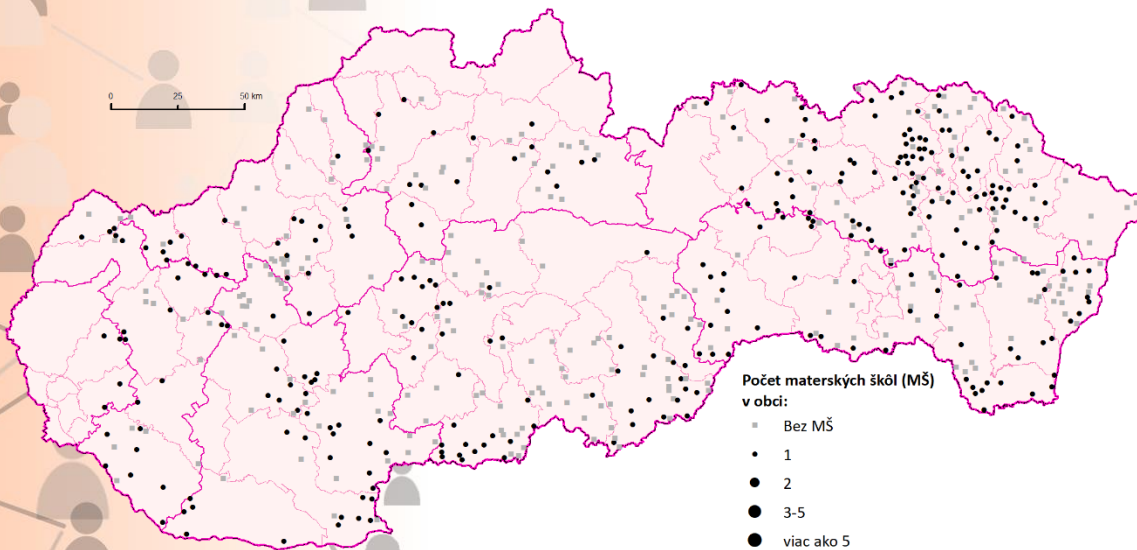 0 25 50 km
Počet materských škôl (MŠ)
v obci:
Bez MŠ
1
2
3-5
viac ako 5